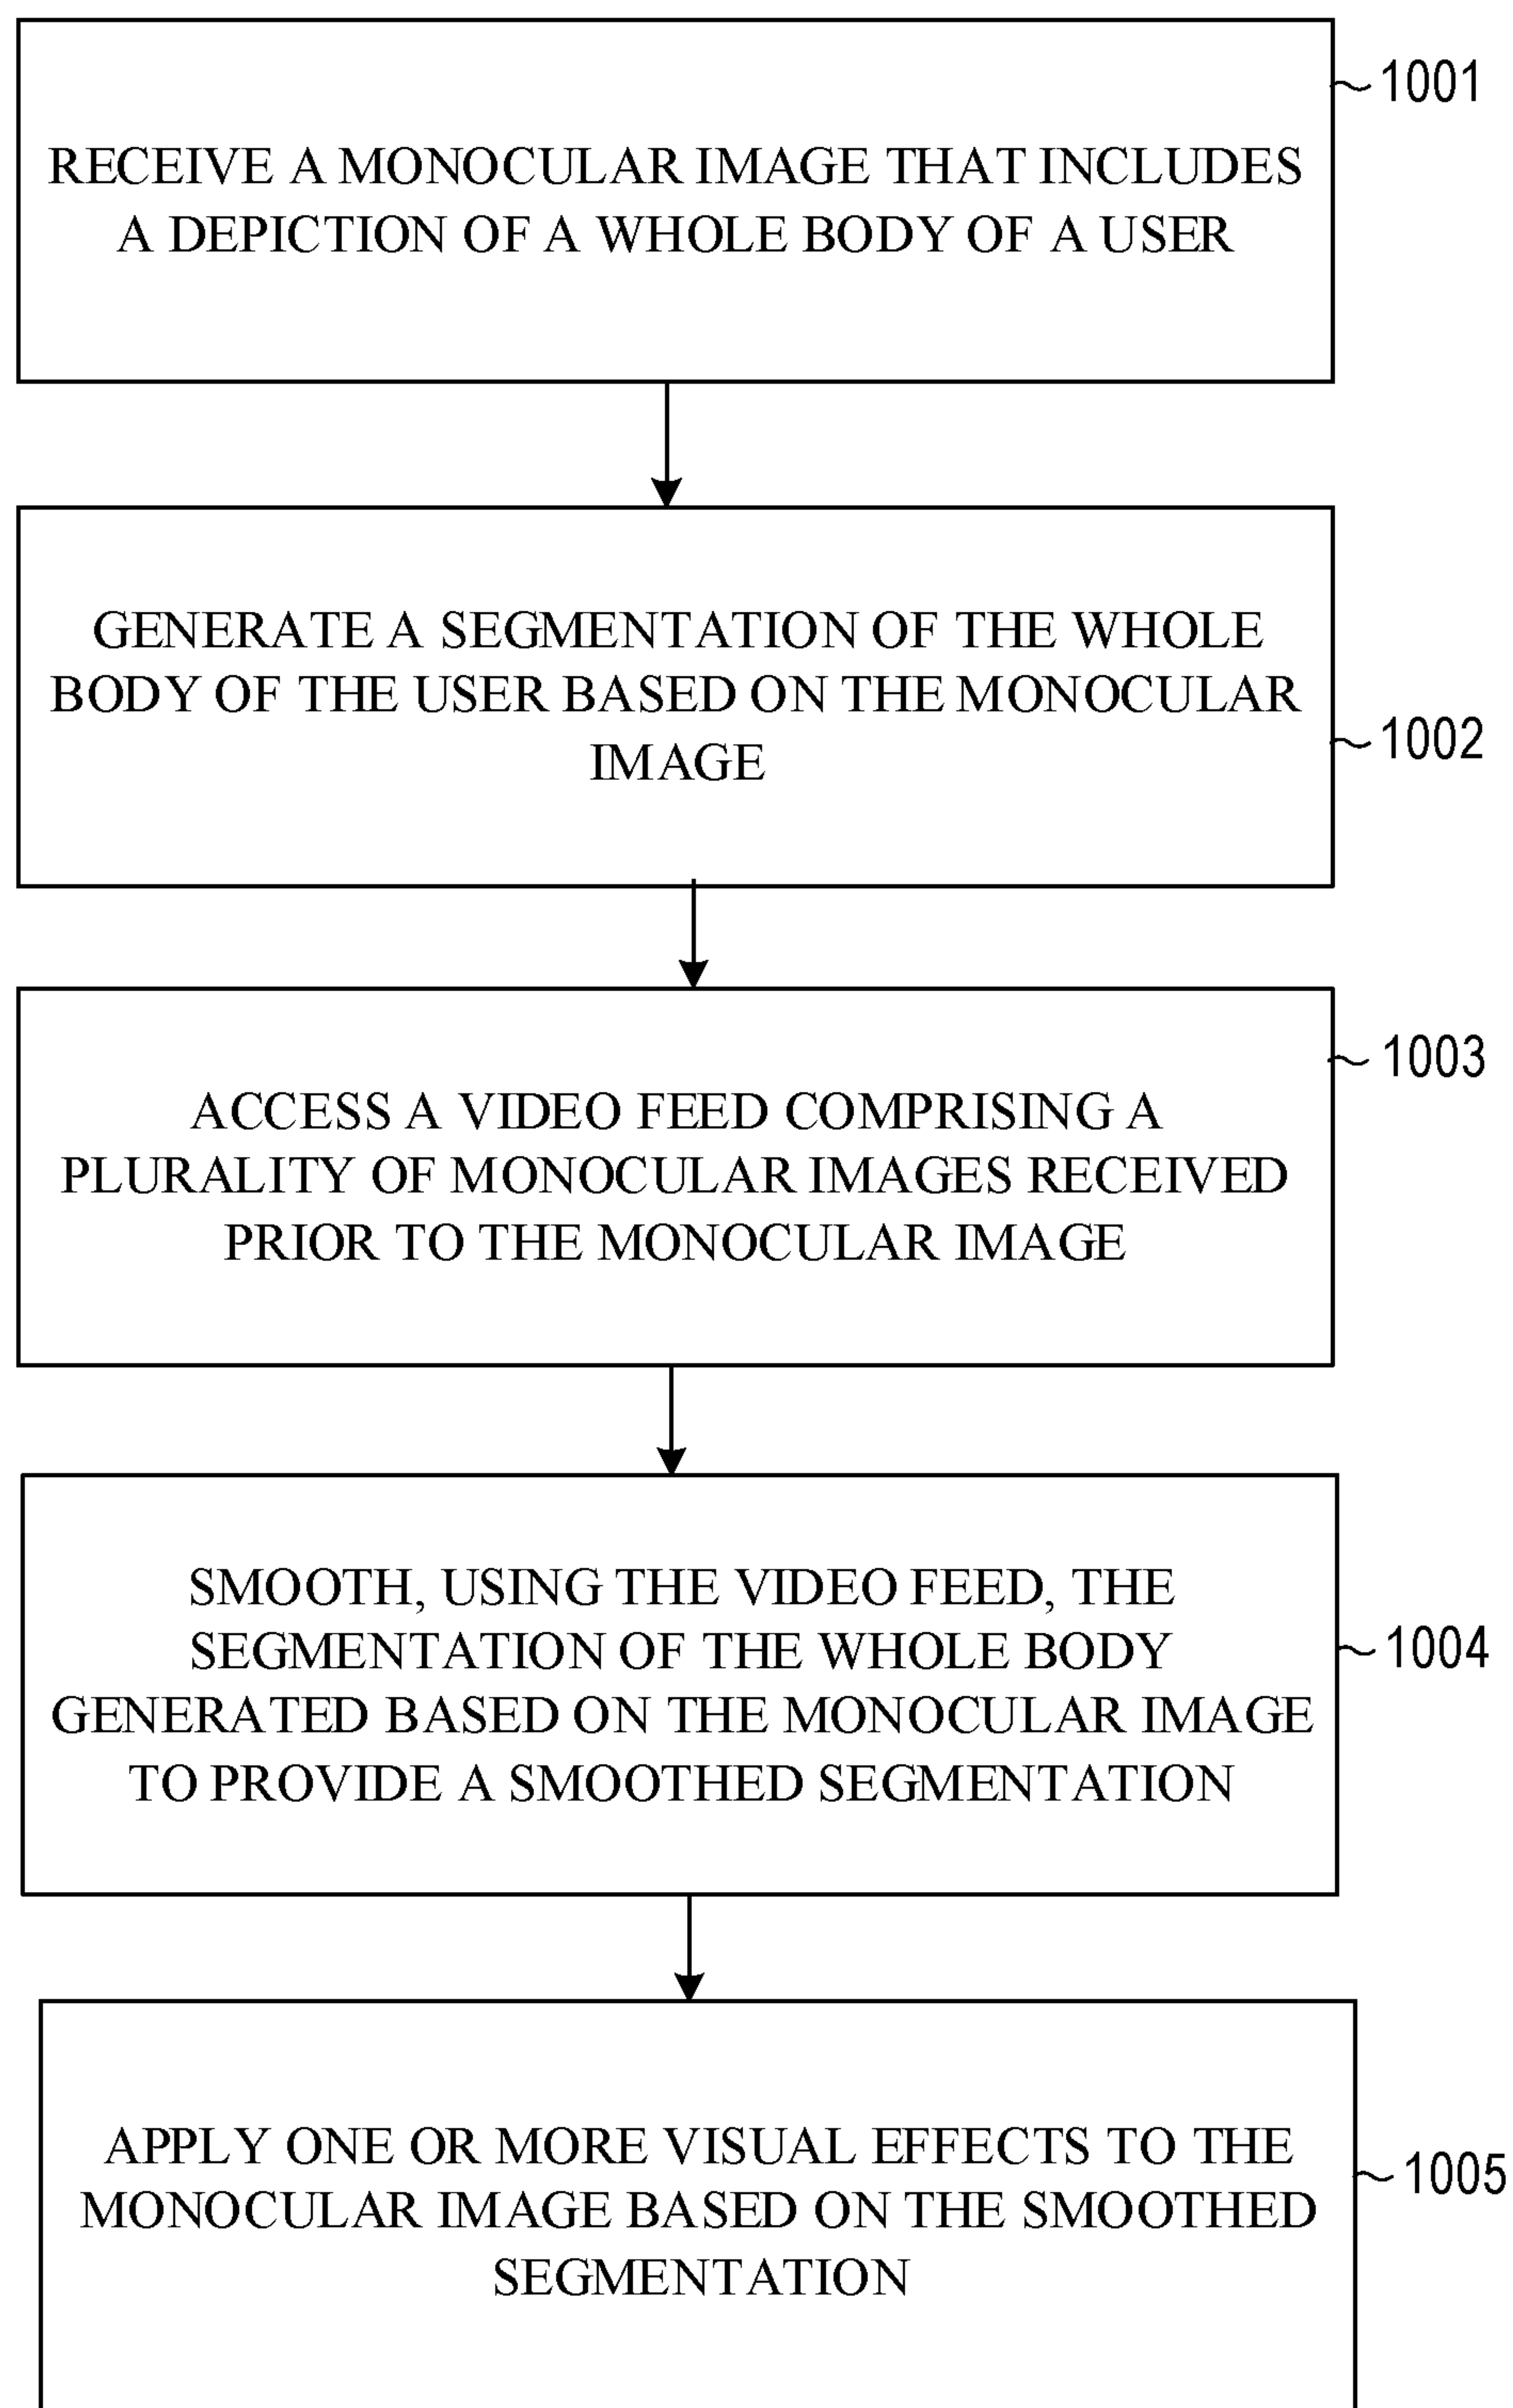 1001
RECEIVE A MONOCULAR IMAGE THAT INCLUDES
A DEPICTION OF A WHOLE BODY OF A USER
GENERATE A SEGMENTATION OF THE WHOLE
BODY OF THE USER BASED ON THE MONOCULAR
IMAGE
1002
1003
ACCESS A VIDEO FEED COMPRISING A
PLURALITY OF MONOCULAR IMAGES RECEIVED
PRIOR TO THE MONOCULAR IMAGE
SMOOTH, USING THE VIDEO FEED, THE
SEGMENTATION OF THE WHOLE BODY
GENERATED BASED ON THE MONOCULAR IMAGE
TO PROVIDE A SMOOTHED SEGMENTATION
1004
APPLY ONE OR MORE VISUAL EFFECTS TO THE
MONOCULAR IMAGE BASED ON THE SMOOTHED
SEGMENTATION
1005